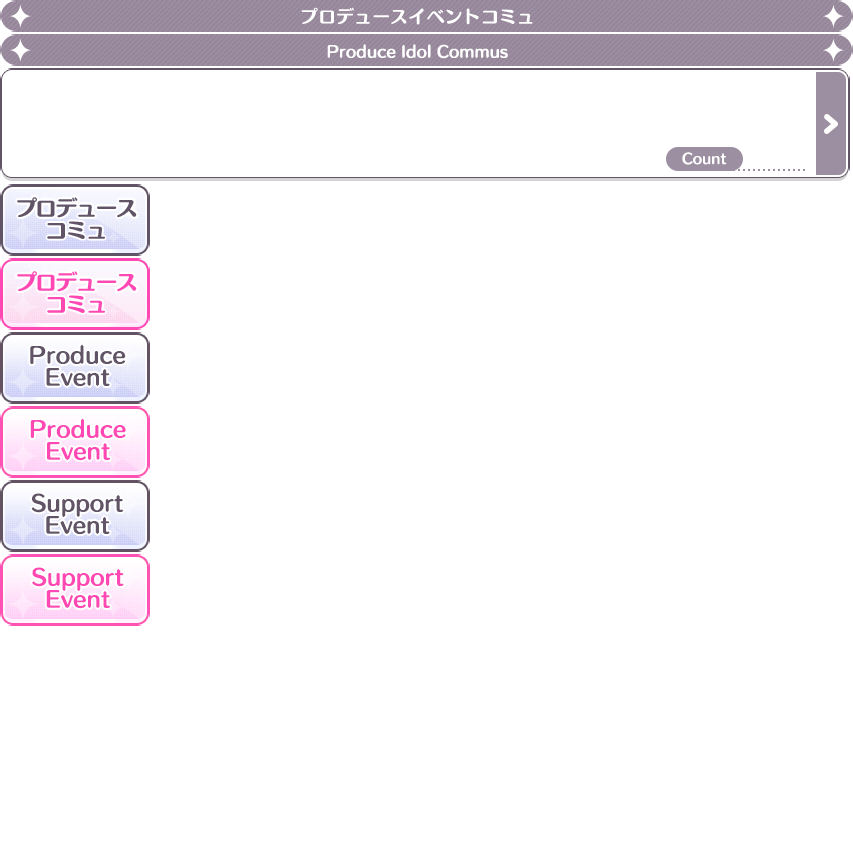 プロデュースイベントコミュ
Produce Idol Commus
Count
プロデュース
コミュ
プロデュース
コミュ
Produce
Event
Produce
Event
Support
Event
Support
Event